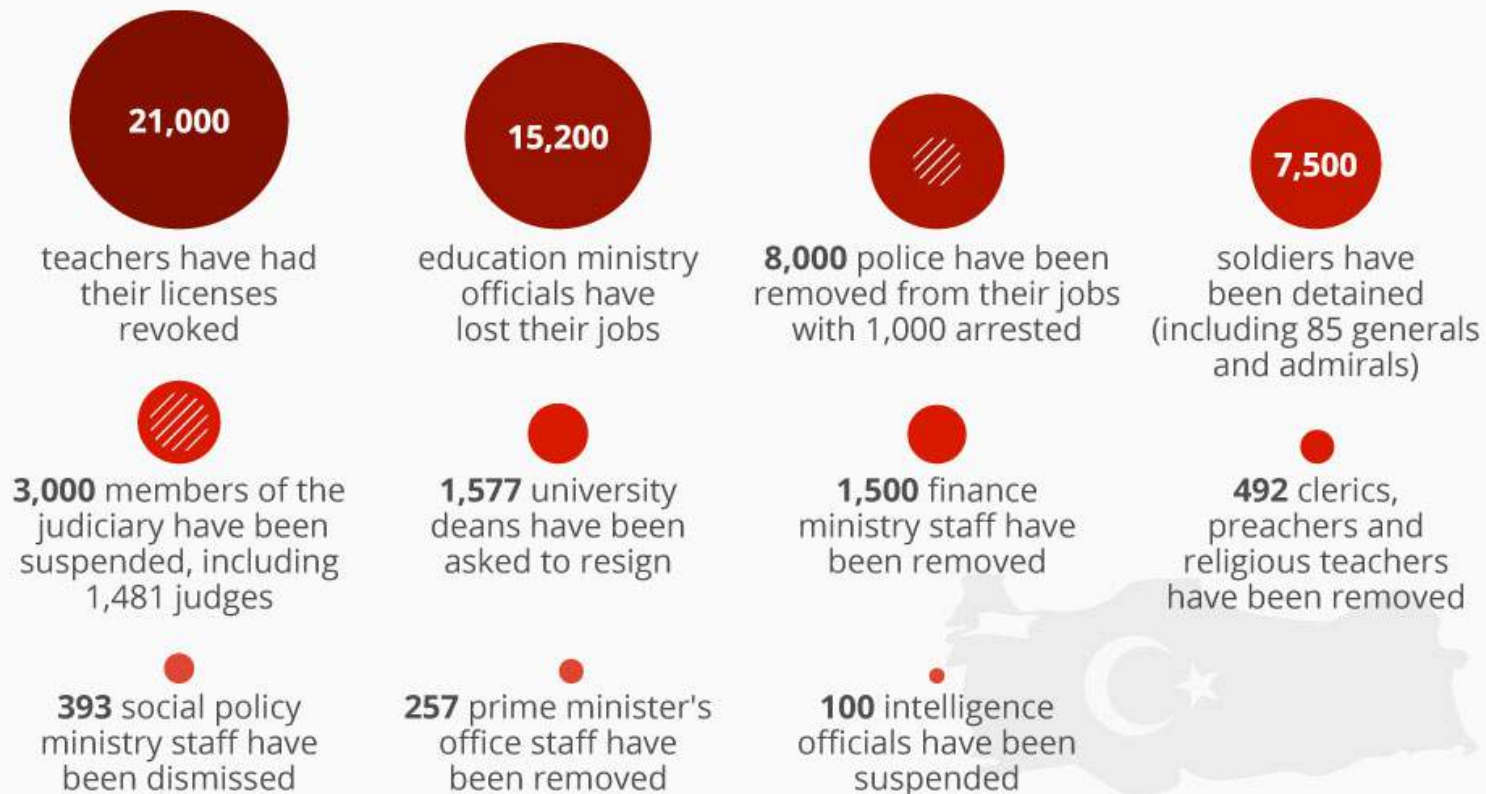 21,000
teachers have had
their licenses
revoked
15,200
education ministry
officials have
lost their jobs
8,000 police have been
removed from their jobs
with 1,000 arrested
7,500
soldiers have
been detained
(including 85 generals
and admirals)
3,000 members of the
judiciary have been
suspended, including
1,481 judges
1,577 university
deans have been
asked to resign
1,500 finance
ministry staff have
been removed
492 clerics,
preachers and
religious teachers
have been removed
393 social policy
ministry staff have
been dismissed
257 prime minister's
office staff have
been removed
100 intelligence
officials have been
suspended